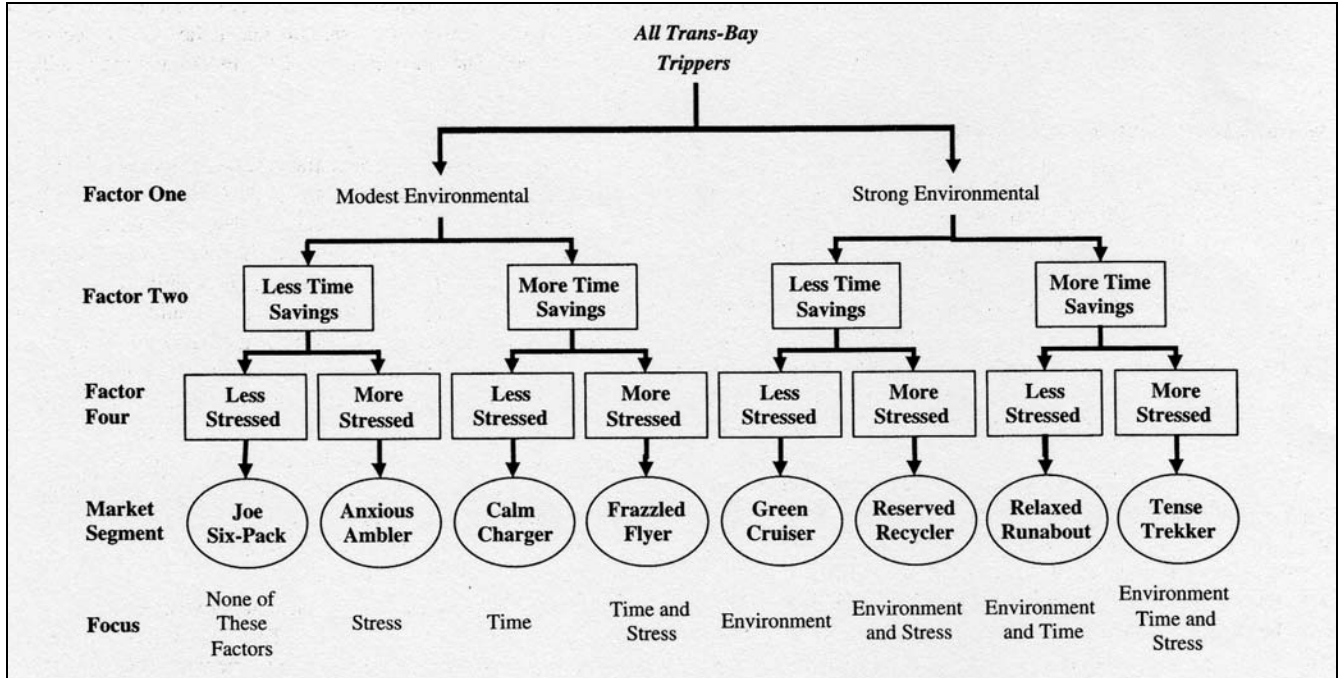 All Trans-Bay
Trippers
Factor One
Modest Environmental
Strong Environmental
Factor Two
Less Time
Savings
More Time
Savings
Less Time
Savings
More Time
Savings
Factor
Four
Less
Stressed
More
Stressed
Less
Stressed
More
Stressed
Less
Stressed
More
Stressed
Less
Stressed
More
Stressed
Market
Segment
Joe
Six-Pack
Anxious
Ambler
Calm
Charger
Frazzled
Flyer
Green
Cruiser
Reserved
Recycler
Relaxed
Runabout
Tense
Trekker
Focus
None of
These
Factors
Stress
Time
Time and
Stress
Environment
Environment
and Stress
Environment
and Time
Environment
Time and
Stress